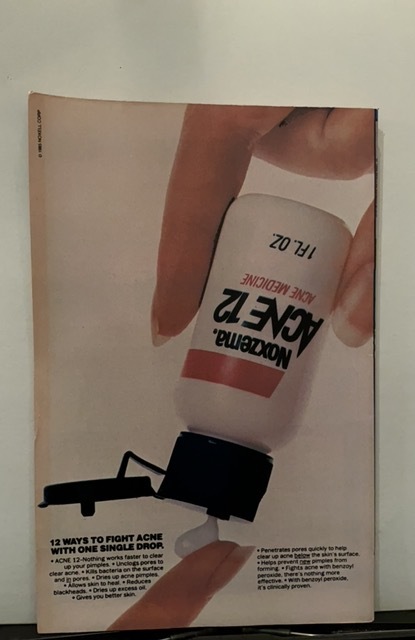 © 1985 NOXELL CORP.
1 FL. OZ.
Noxzema.
ACNE 12
ACNE MEDICINE
12 WAYS TO FIGHT ACNE
WITH ONE SINGLE DROP.
• ACNE 12-Nothing works faster to clear
up your pimples. • Unclogs pores to
clear acne. • Kills bacteria on the surface
and in pores. • Dries up acne pimples.
• Allows skin to heal. • Reduces
blackheads. • Dries up excess oil.
• Gives you better skin.
• Penetrates pores quickly to help
clear up acne below the skin's surface.
• Helps prevent new pimples from
forming. • Fights acne with benzoyl
peroxide, there's nothing more
effective. • With benzoyl peroxide,
it's clinically proven.